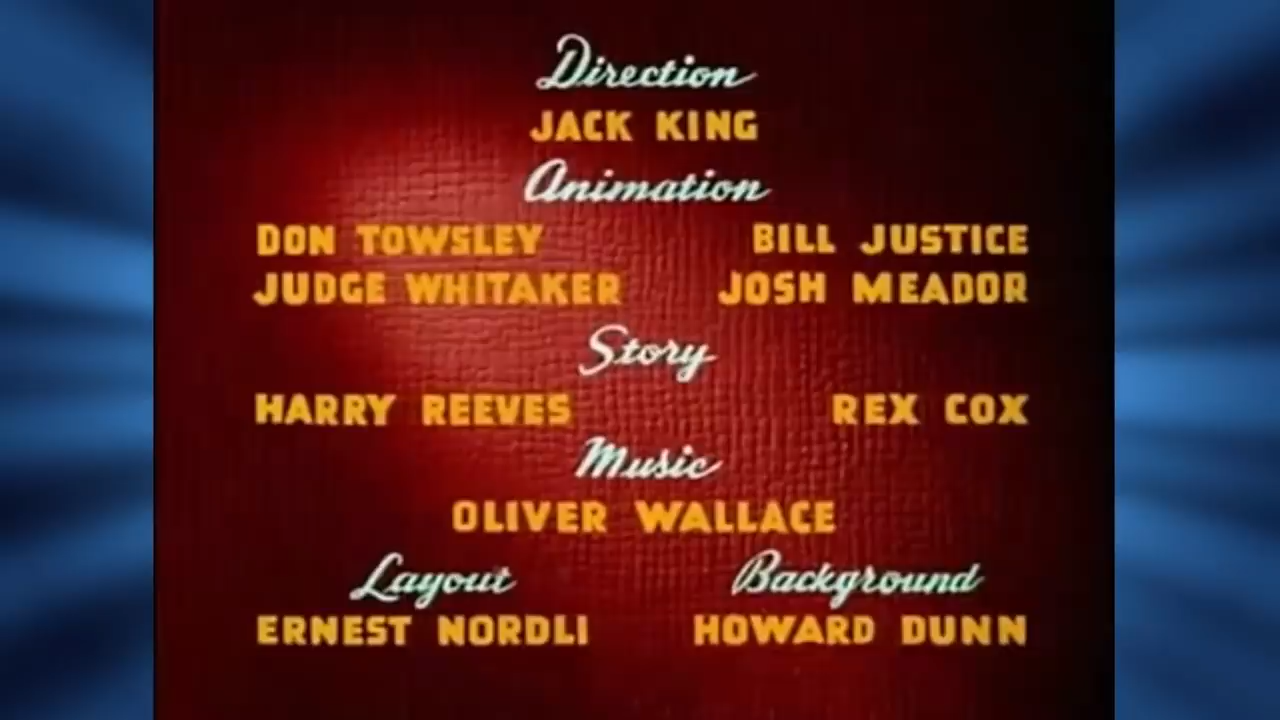 Direction
JACK KING
Animation
DON TOWSLEY BILL JUSTICE
JUDGE WHITAKER JOSH MEADOR
Story
HARRY REEVES REX COX
Music
OLIVER WALLACE
Layout Background
ERNEST NORDLI HOWARD DUNN